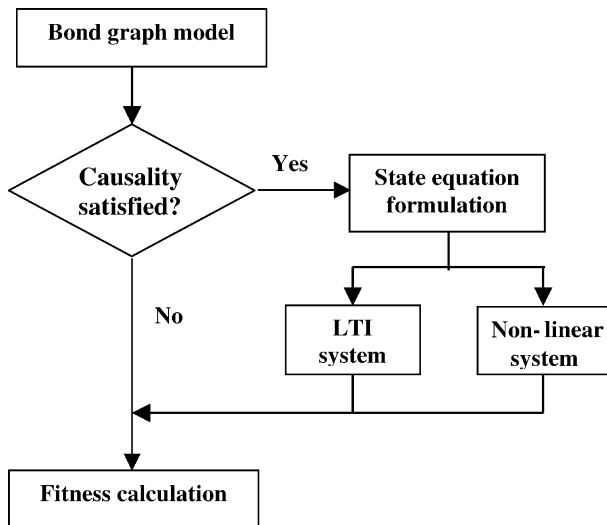 Bond graph model
Causality
satisfied?
Yes
State equation
formulation
No
LTI
system
Non- linear
system
Fitness calculation